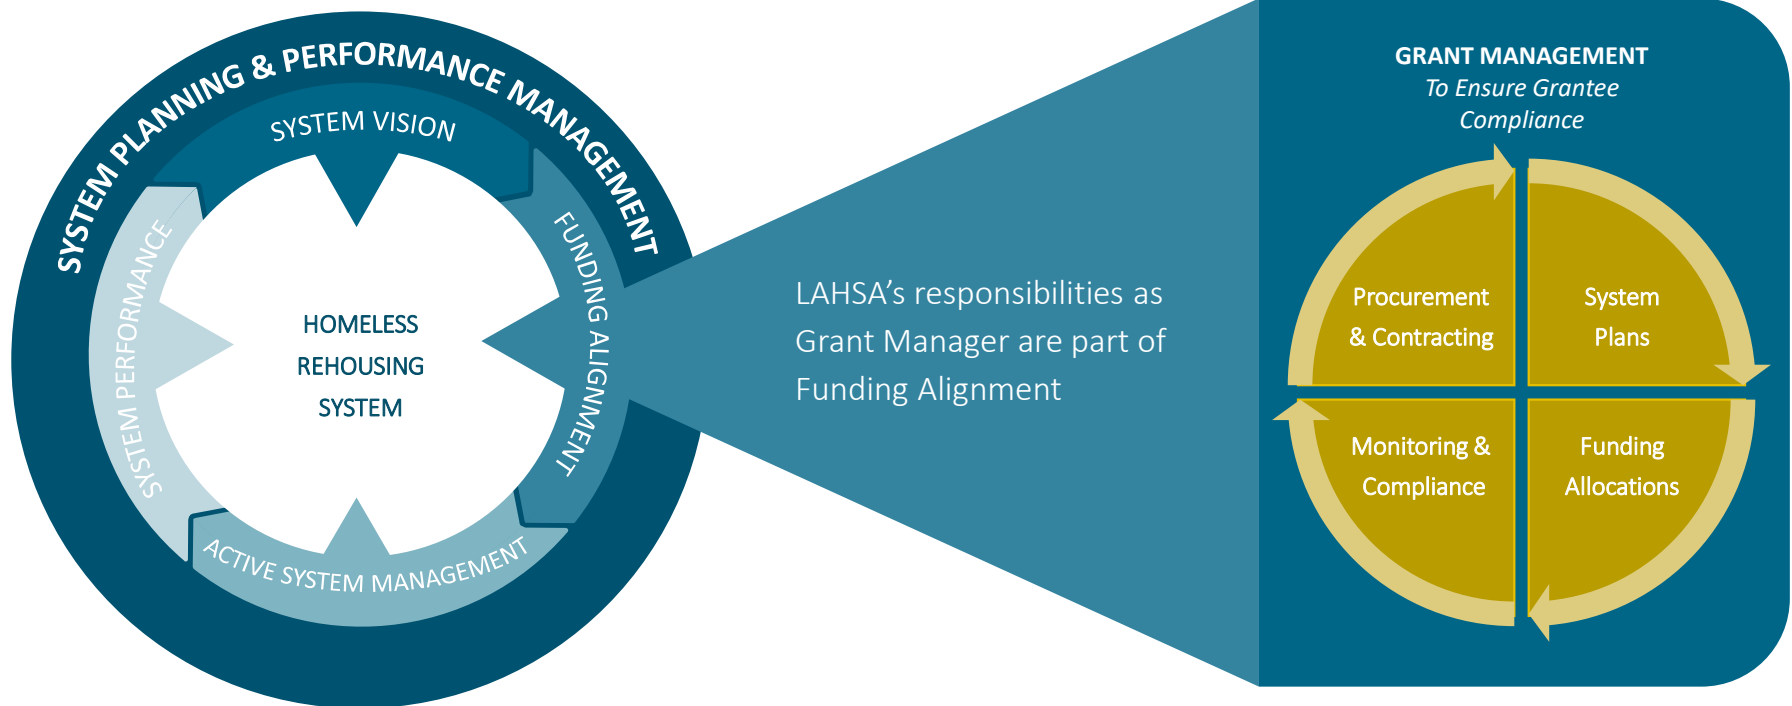 SYSTEM PLANNING & PERFORMANCE MANAGEMENT
SYSTEM VISION
FUNDING ALIGNMENT
ACTIVE SYSTEM MANAGEMENT
SYSTEM PERFORMANCE
HOMELESS
REHOUSING
SYSTEM
LAHSA’s responsibilities as
Grant Manager are part of
Funding Alignment
GRANT MANAGEMENT
To Ensure Grantee
Compliance
Procurement
& Contracting
System
Plans
Monitoring &
Compliance
Funding
Allocations